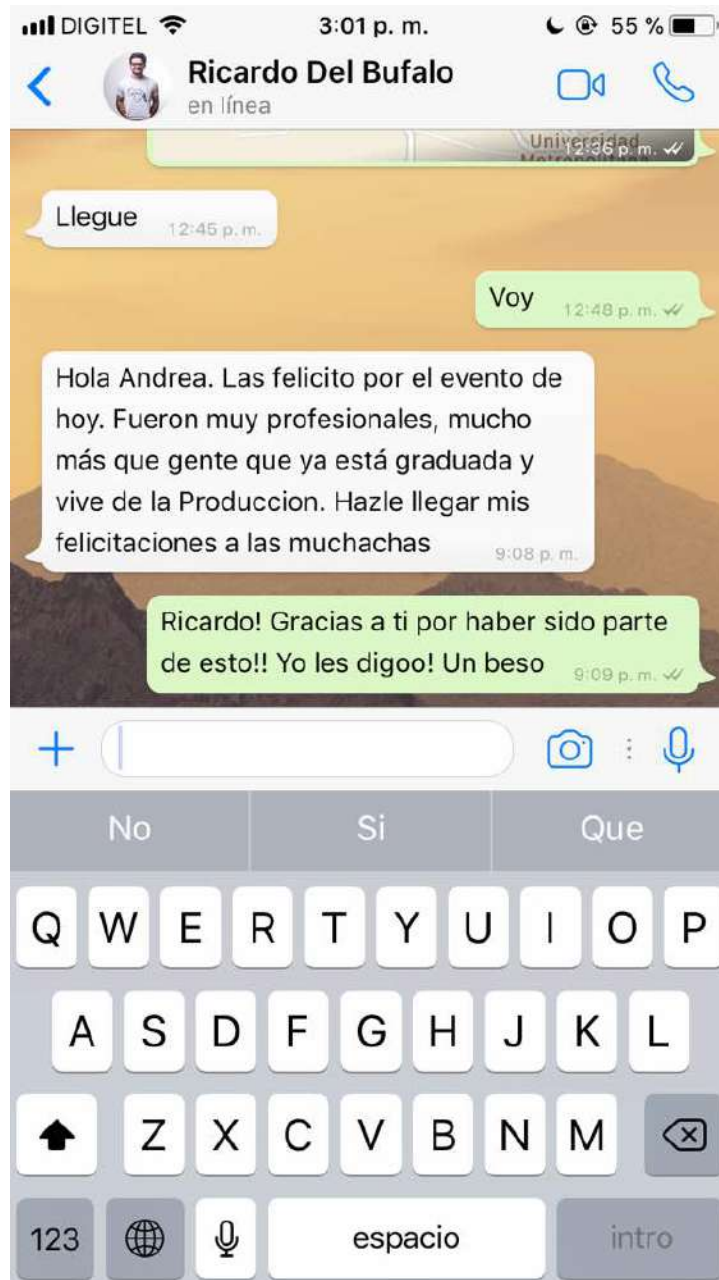 DIGITEL 3:01 p. m. 55 %
Ricardo Del Bufalo
en línea
Universidad
Metropolitana
12:36 p. m.
Llegue 12:45 p. m.
Voy 12:48 p. m.
Hola Andrea. Las felicito por el evento de
hoy. Fueron muy profesionales, mucho
más que gente que ya está graduada y
vive de la Produccion. Hazle llegar mis
felicitaciones a las muchachas 9:08 p. m.
Ricardo! Gracias a ti por haber sido parte
de esto!! Yo les digoo! Un beso 9:09 p. m.
No Si Que
Q W E R T Y U I O P
A S D F G H J K L
Z X C V B N M
123 espacio intro